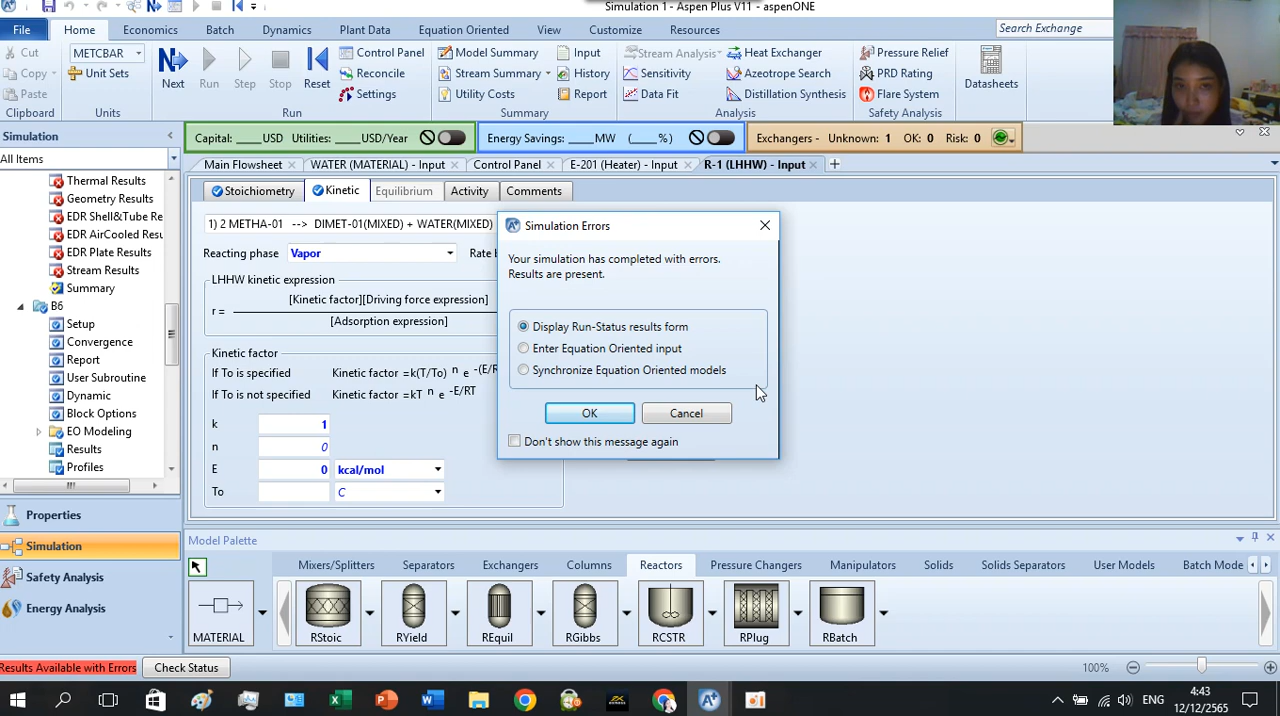 Simulation 1 - Aspen Plus V11 - aspenONE
File
Home
Economics
Batch
Dynamics
Plantdata
Equation Oriented
View
Customize
Resources
Search Exchange
Cut
METCBAR
Copy
Unit Sets
Paste
Next
Run
Step
Stop
Reset
Control Panel
Reconcile
Settings
Model Summary
Input
Stream Summary
History
Utility Costs
Report
Stream Analysis
Heat Exchanger
Sensitivity
Azeotrope Search
Data Fit
Distillation Synthesis
Pressure Relief
PRD Rating
Flare System
Datasheets
Clipboard
Units
Run
Summary
Analysis
Safety Analysis
Simulation
Capital: USD Utilities: USD/Year
Energy Savings: MW ( %)
Exchangers - Unknown: 1 OK: 0 Risk: 0
All Items
Main Flowsheet
WATER (MATERIAL) - Input
Control Panel
E-201 (Heater) - Input
R-1 (LHHW) - Input
Thermal Results
Geometry Results
EDR Shell&Tube Re
EDR AirCooled Resu
EDR Plate Results
Stream Results
Summary
B6
Setup
Convergence
Report
User Subroutine
Dynamic
Block Options
EO Modeling
Results
Profiles
Properties
Simulation
Safety Analysis
Energy Analysis
Stoichiometry
Kinetic
Equilibrium
Activity
Comments
1) 2 METHA-01 --> DIMET-01(MIXED) + WATER(MIXED)
Reacting phase
Vapor
Rate b
LHHW kinetic expression
[Kinetic factor][Driving force expression]
r =
[Adsorption expression]
Kinetic factor
If To is specified Kinetic factor =k(T/To) n e -(E/R
If To is not specified Kinetic factor =kT n e -E/RT
k 1
n 0
E 0 kcal/mol
To C
Simulation Errors
Your simulation has completed with errors.
Results are present.
Display Run-Status results form
Enter Equation Oriented input
Synchronize Equation Oriented models
OK
Cancel
Don't show this message again
Model Palette
Mixers/Splitters
Separators
Exchangers
Columns
Reactors
Pressure Changers
Manipulators
Solids
Solids Separators
User Models
Batch Mode
MATERIAL
RStoic
RYield
REquil
RGibbs
RCSTR
RPlug
RBatch
Results Available with Errors
Check Status
100%
ENG
4:43
12/12/2565